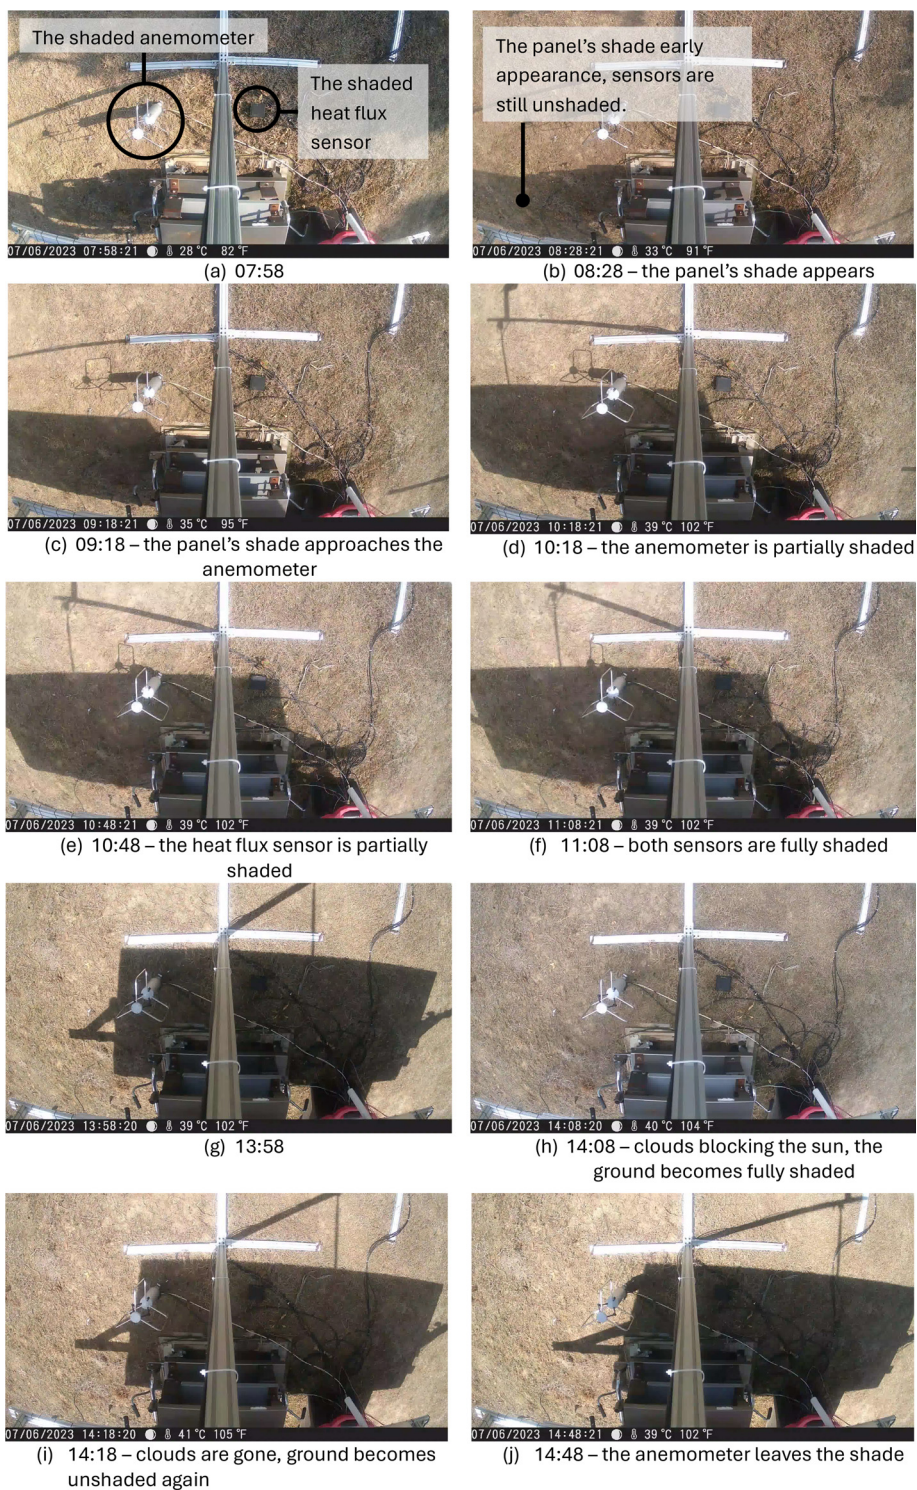 The shaded anemometer
The shaded
heat flux
sensor
07/06/2023 07:58:21 28°C 82°F
(a) 07:58
The panel's shade early
appearance, sensors are
still unshaded.
07/06/2023 08:28:21 33°C 91°F
(b) 08:28 – the panel's shade appears
07/06/2023 09:18:21 35°C 95°F
(c) 09:18 – the panel's shade approaches the
anemometer
07/06/2023 10:18:21 39°C 102°F
(d) 10:18 – the anemometer is partially shaded
07/06/2023 10:48:21 39°C 102°F
(e) 10:48 – the heat flux sensor is partially
shaded
07/06/2023 11:08:21 39°C 102°F
(f) 11:08 – both sensors are fully shaded
07/06/2023 13:58:20 39°C 102°F
(g) 13:58
07/06/2023 14:08:20 40°C 104°F
(h) 14:08 – clouds blocking the sun, the
ground becomes fully shaded
07/06/2023 14:18:20 41°C 105°F
(i) 14:18 – clouds are gone, ground becomes
unshaded again
07/06/2023 14:48:21 39°C 102°F
(j) 14:48 – the anemometer leaves the shade